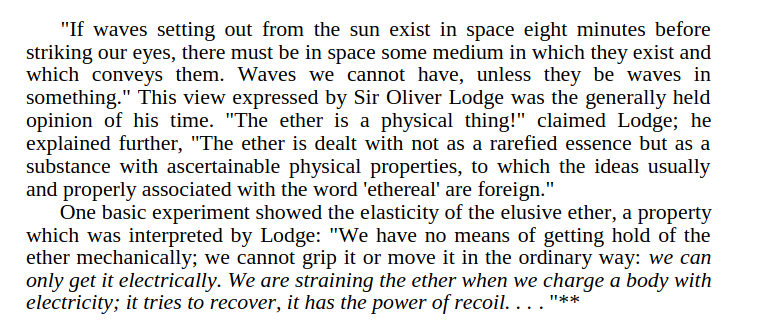 "If waves setting out from the sun exist in space eight minutes before
striking our eyes, there must be in space some medium in which they exist and
which conveys them. Waves we cannot have, unless they be waves in
something." This view expressed by Sir Oliver Lodge was the generally held
opinion of his time. "The ether is a physical thing!" claimed Lodge; he
explained further, "The ether is dealt with not as a rarefied essence but as a
substance with ascertainable physical properties, to which the ideas usually
and properly associated with the word 'ethereal' are foreign."
One basic experiment showed the elasticity of the elusive ether, a property
which was interpreted by Lodge: "We have no means of getting hold of the
ether mechanically; we cannot grip it or move it in the ordinary way: we can
only get it electrically. We are straining the ether when we charge a body with
electricity; it tries to recover, it has the power of recoil. . . . "**